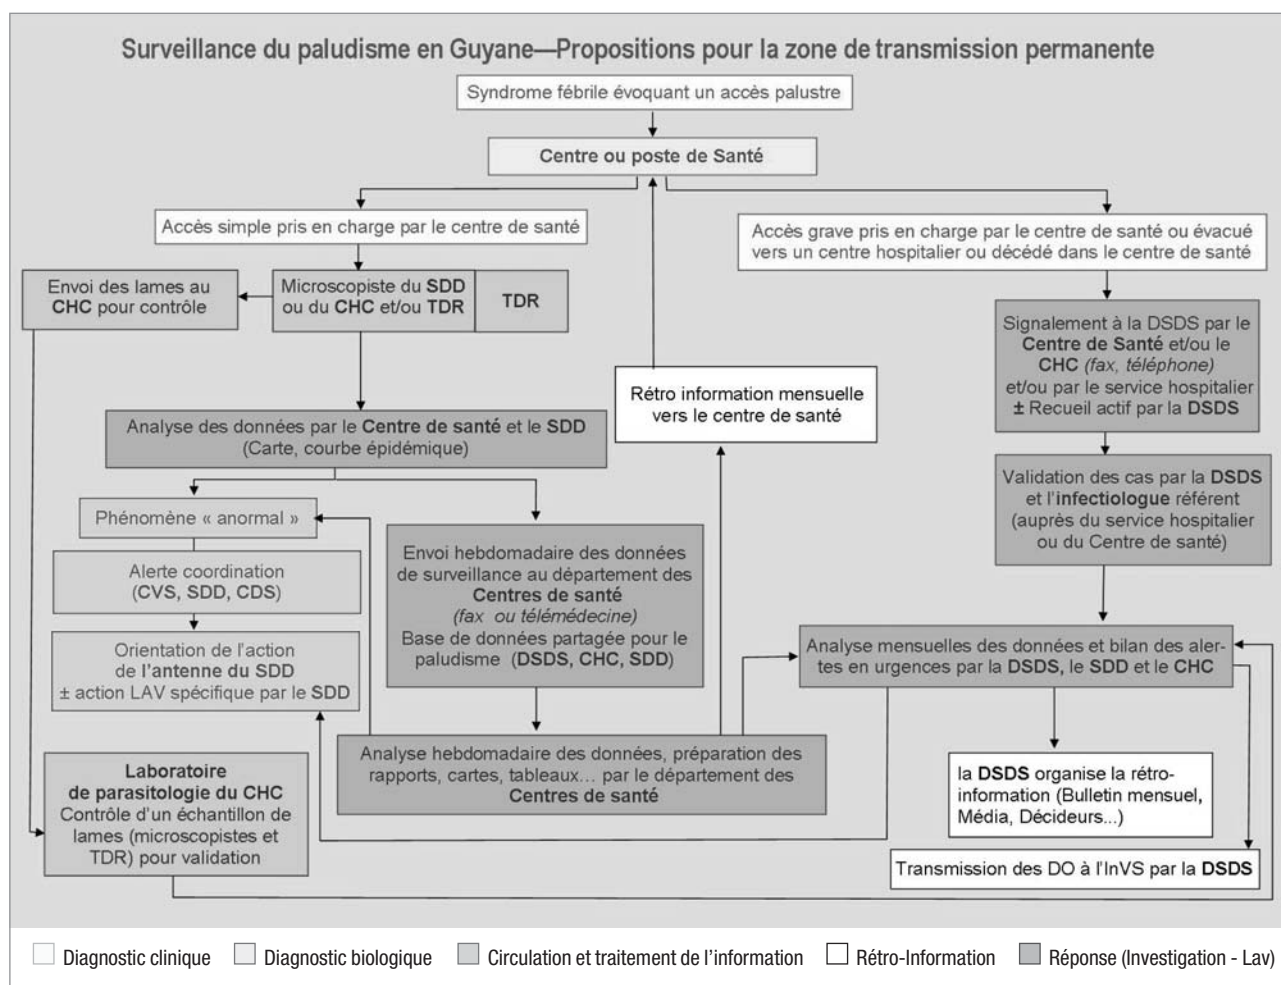 Surveillance du paludisme en Guyane—Propositions pour la zone de transmission permanente
Syndrome fébrile évoquant un accès palustre
Centre ou poste de Santé
Accès simple pris en charge par le centre de santé
Accès grave pris en charge par le centre de santé ou évacué
vers un centre hospitalier ou décédé dans le centre de santé
Envoi des lames au
CHC pour contrôle
Microscopiste du SDD
ou du CHC et/ou TDR
TDR
Signalement à la DSDS par le
Centre de Santé et/ou le
CHC (fax, téléphone)
et/ou par le service hospitalier
± Recueil actif par la DSDS
Rétro information mensuelle
vers le centre de santé
Analyse des données par le Centre de santé et le SDD
(Carte, courbe épidémique)
Validation des cas par la DSDS
et l'infectiologue référent
(auprès du service hospitalier
ou du Centre de santé)
Phénomène « anormal »
Envoi hebdomadaire des données
de surveillance au département des
Centres de santé
(fax ou télémédecine)
Base de données partagée pour le
paludisme (DSDS, CHC, SDD)
Alerte coordination
(CVS, SDD, CDS)
Orientation de l'action
de l'antenne du SDD
± action LAV spécifique par le SDD
Analyse mensuelles des données et bilan des aler-
tes en urgences par la DSDS, le SDD et le CHC
Analyse hebdomadaire des données, préparation des
rapports, cartes, tableaux… par le département des
Centres de santé
Laboratoire
de parasitologie du CHC
Contrôle d'un échantillon de
lames (microscopistes et
TDR) pour validation
la DSDS organise la rétro-
information (Bulletin mensuel,
Média, Décideurs...)
Transmission des DO à l'InVS par la DSDS
Diagnostic clinique
Diagnostic biologique
Circulation et traitement de l'information
Rétro-Information
Réponse (Investigation - Lav)